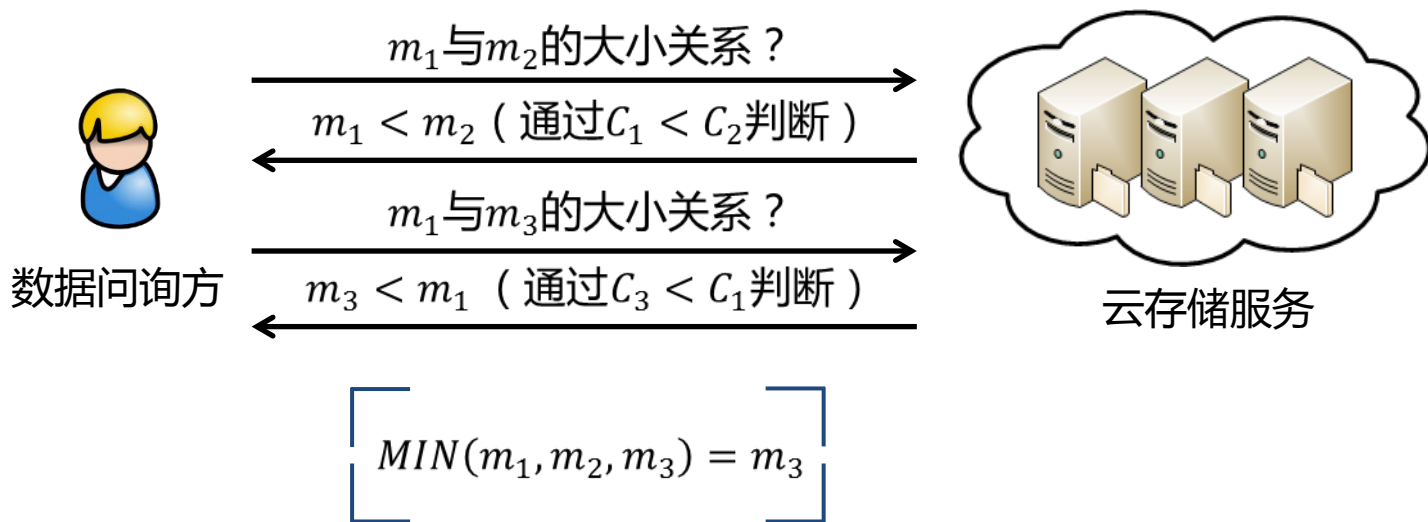 m₁与m₂的大小关系？
m₁ < m₂（通过C₁ < C₂判断）
m₁与m₃的大小关系？
m₃ < m₁（通过C₃ < C₁判断）
数据问询方
云存储服务
MIN(m₁, m₂, m₃) = m₃